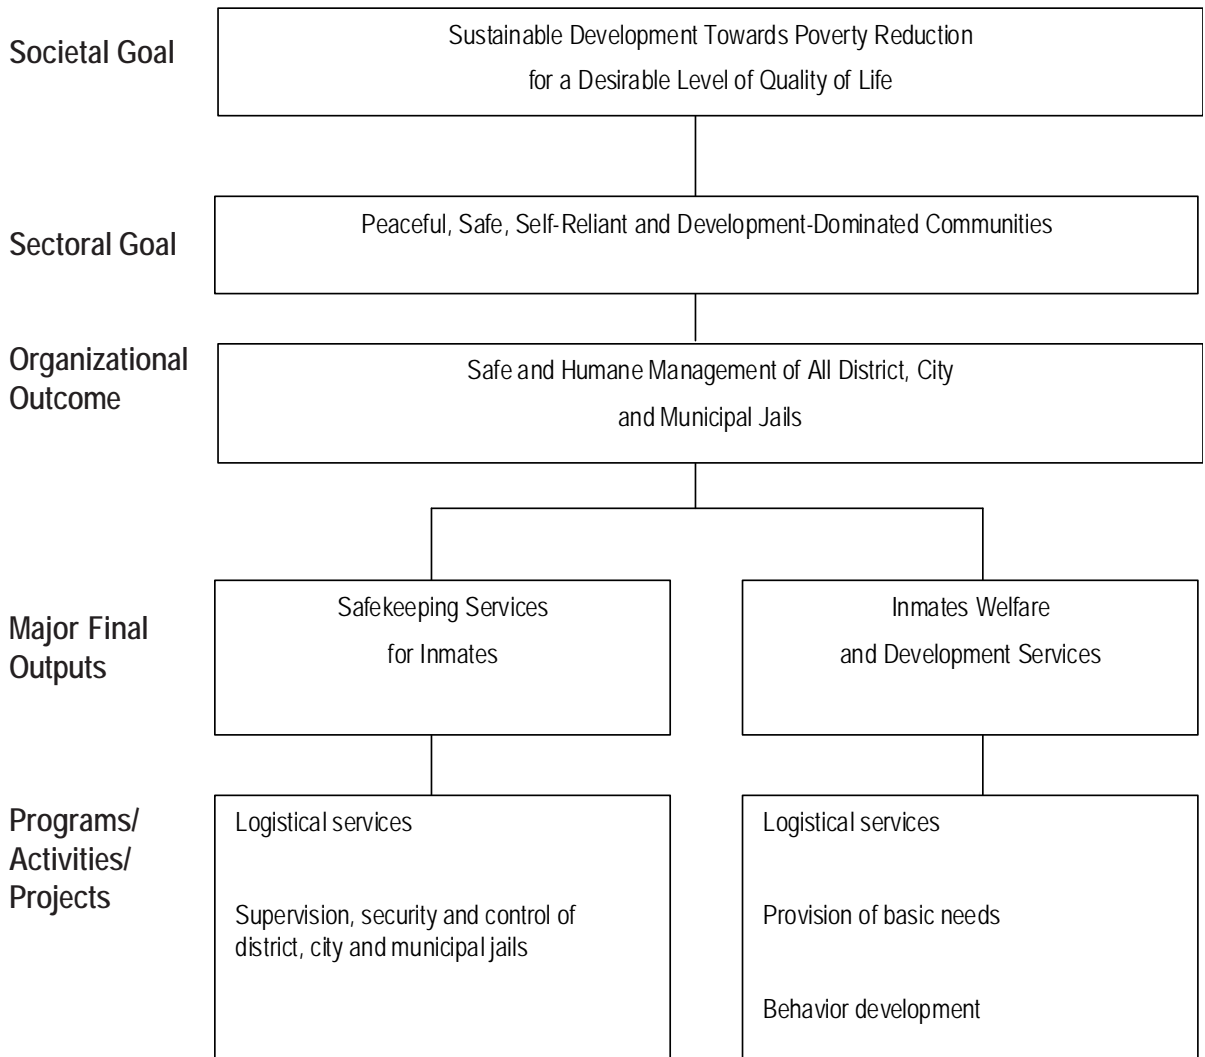 Societal Goal
Sustainable Development Towards Poverty Reduction
for a Desirable Level of Quality of Life
Sectoral Goal
Peaceful, Safe, Self-Reliant and Development-Dominated Communities
Organizational
Outcome
Safe and Humane Management of All District, City
and Municipal Jails
Major Final
Outputs
Safekeeping Services
for Inmates
Inmates Welfare
and Development Services
Programs/
Activities/
Projects
Logistical services
Supervision, security and control of
district, city and municipal jails
Logistical services
Provision of basic needs
Behavior development